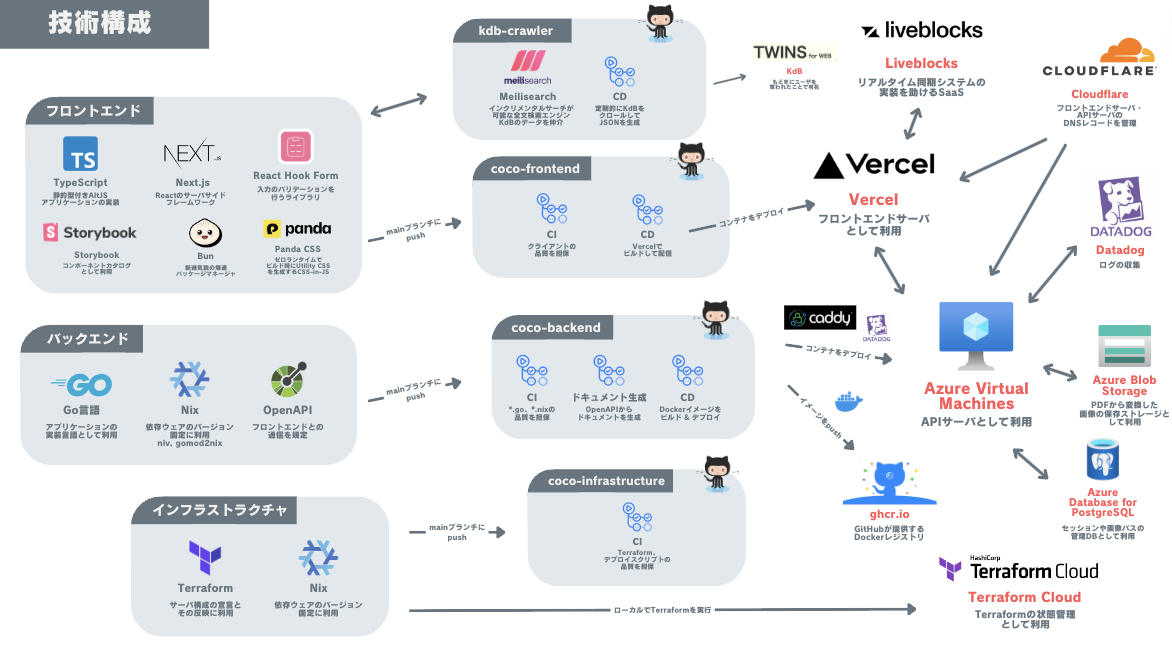 技術構成
フロントエンド
TS
TypeScript
静的型付きAltJS
アプリケーションの実装
NEXT.JS
Next.js
Reactのサーバサイド
フレームワーク
React Hook Form
入力のバリデーションを
行うライブラリ
Storybook
Storybook
コンポーネントカタログ
として利用
Bun
新進気鋭の爆速
パッケージマネージャ
panda
Panda CSS
ゼロランタイムで
ビルド時にUtility CSS
を生成するCSS-in-JS
kdb-crawler
meilisearch
Meilisearch
インクリメンタルサーチが
可能な全文検索エンジン
KdBのデータを仲介
CD
定期的にKdBを
クロールして
JSONを生成
TWINS for WEB
KdB
もときにユーザを
奪われたことで有名
liveblocks
Liveblocks
リアルタイム同期システムの
実装を助けるSaaS
CLOUDFLARE
Cloudflare
フロントエンドサーバ・
APIサーバの
DNSレコードを管理
mainブランチに
push
coco-frontend
CI
クライアントの
品質を担保
CD
Vercelで
ビルドして配信
コンテナをデプロイ
Vercel
Vercel
フロントエンドサーバ
として利用
DATADOG
Datadog
ログの収集
バックエンド
GO
Go言語
アプリケーションの
実装言語として利用
Nix
依存ウェアのバージョン
固定に利用
niv, gomod2nix
OpenAPI
フロントエンドとの
通信を規定
mainブランチに
push
coco-backend
CI
*.go、*.nixの
品質を担保
ドキュメント生成
OpenAPIから
ドキュメントを生成
CD
Dockerイメージを
ビルド & デプロイ
caddy
DATADOG
コンテナをデプロイ
イメージをpush
Azure Virtual
Machines
APIサーバとして利用
Azure Blob
Storage
PDFから変換した
画像の保存ストレージと
して利用
ghcr.io
GitHubが提供する
Dockerレジストリ
Azure
Database for
PostgreSQL
セッションや画像パスの
管理DBとして利用
インフラストラクチャ
Terraform
サーバ構成の宣言と
その反映に利用
Nix
依存ウェアのバージョン
固定に利用
mainブランチに
push
coco-infrastructure
CI
Terraform、
デプロイスクリプトの
品質を担保
ローカルでTerraformを実行
HashiCorp
Terraform Cloud
Terraform Cloud
Terraformの状態管理
として利用